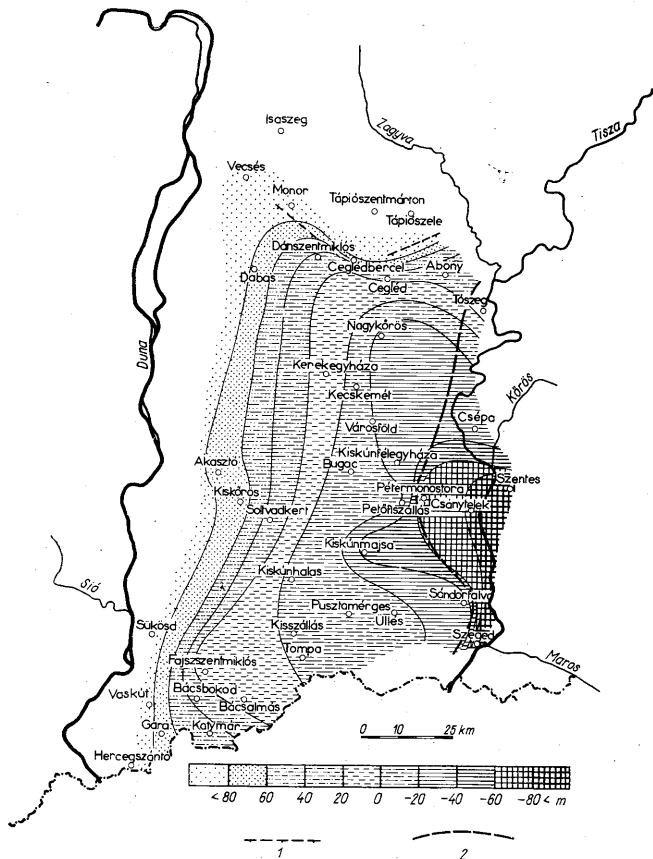 Isaszeg
Zagyva
Tisza
Vecsés
Monor
Tápiószentmárton
Tápiószele
Dánszentmiklós
Ceglédbercel
Abony
Dabas
Cegléd
Tószeg
Nagykőrös
Duna
Kerekegyháza
Kecskemét
Körös
Városföld
Csépa
Kiskunfélegyháza
Akasztó
Bugac
Szentes
Kiskőrös
Pétermonostora
Soltvadkert
Petőfiszállás
Csanytelek
Kiskunmajsa
Kiskunhalas
Sió
Sándorfalva
Pusztamérges
Üllés
Sükösd
Kisszállás
Szeged
Tompa
Maros
Fajszszentmiklós
Vaskút
Bácsbokod
Bácsalmás
Gara
Katymár
0 10 25 km
Hercegszántó
<80 60 40 20 0 -20 -40 -60 -80< m
1 2